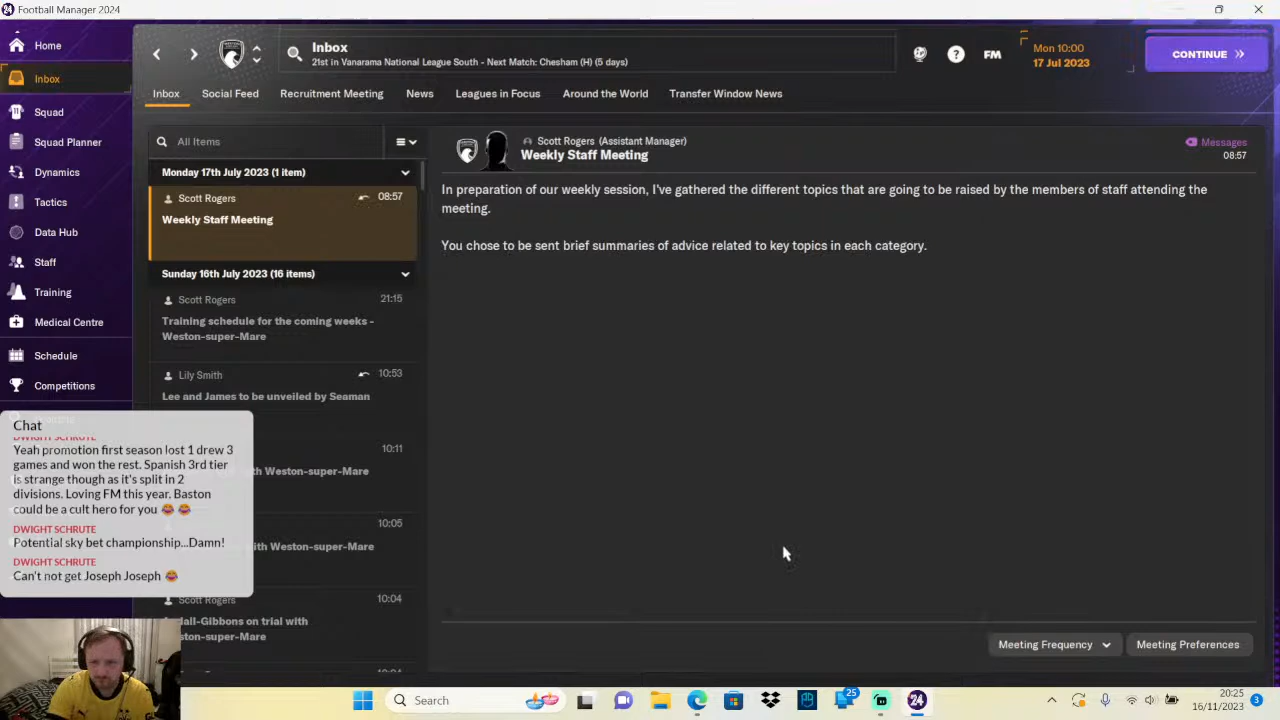 24 Football Manager 2024
Home
Inbox
Squad
Squad Planner
Dynamics
Tactics
Data Hub
Staff
Training
Medical Centre
Schedule
Competitions
Inbox
21st in Vanarama National League South - Next Match: Chesham (H) (5 days)
?
FM
Mon 10:00
17 Jul 2023
CONTINUE
Inbox
Social Feed
Recruitment Meeting
News
Leagues in Focus
Around the World
Transfer Window News
All Items
Monday 17th July 2023 (1 item)
Scott Rogers
08:57
Weekly Staff Meeting
Sunday 16th July 2023 (16 items)
Scott Rogers
21:15
Training schedule for the coming weeks -
Weston-super-Mare
Lily Smith
10:53
Lee and James to be unveiled by Seaman
10:11
with Weston-super-Mare
10:05
with Weston-super-Mare
Scott Rogers
10:04
-Gibbons on trial with
ston-super-Mare
Scott Rogers (Assistant Manager)
Weekly Staff Meeting
Messages
08:57
In preparation of our weekly session, I've gathered the different topics that are going to be raised by the members of staff attending the
meeting.
You chose to be sent brief summaries of advice related to key topics in each category.
Meeting Frequency
Meeting Preferences
Chat
DWIGHT SCHRUTE
Yeah promotion first season lost 1 drew 3
games and won the rest. Spanish 3rd tier
is strange though as it's split in 2
divisions. Loving FM this year. Baston
could be a cult hero for you 😂 😂
DWIGHT SCHRUTE
Potential sky bet championship...Damn!
DWIGHT SCHRUTE
Can't not get Joseph Joseph 😂
Search
25
24
20:25
16/11/2023
3